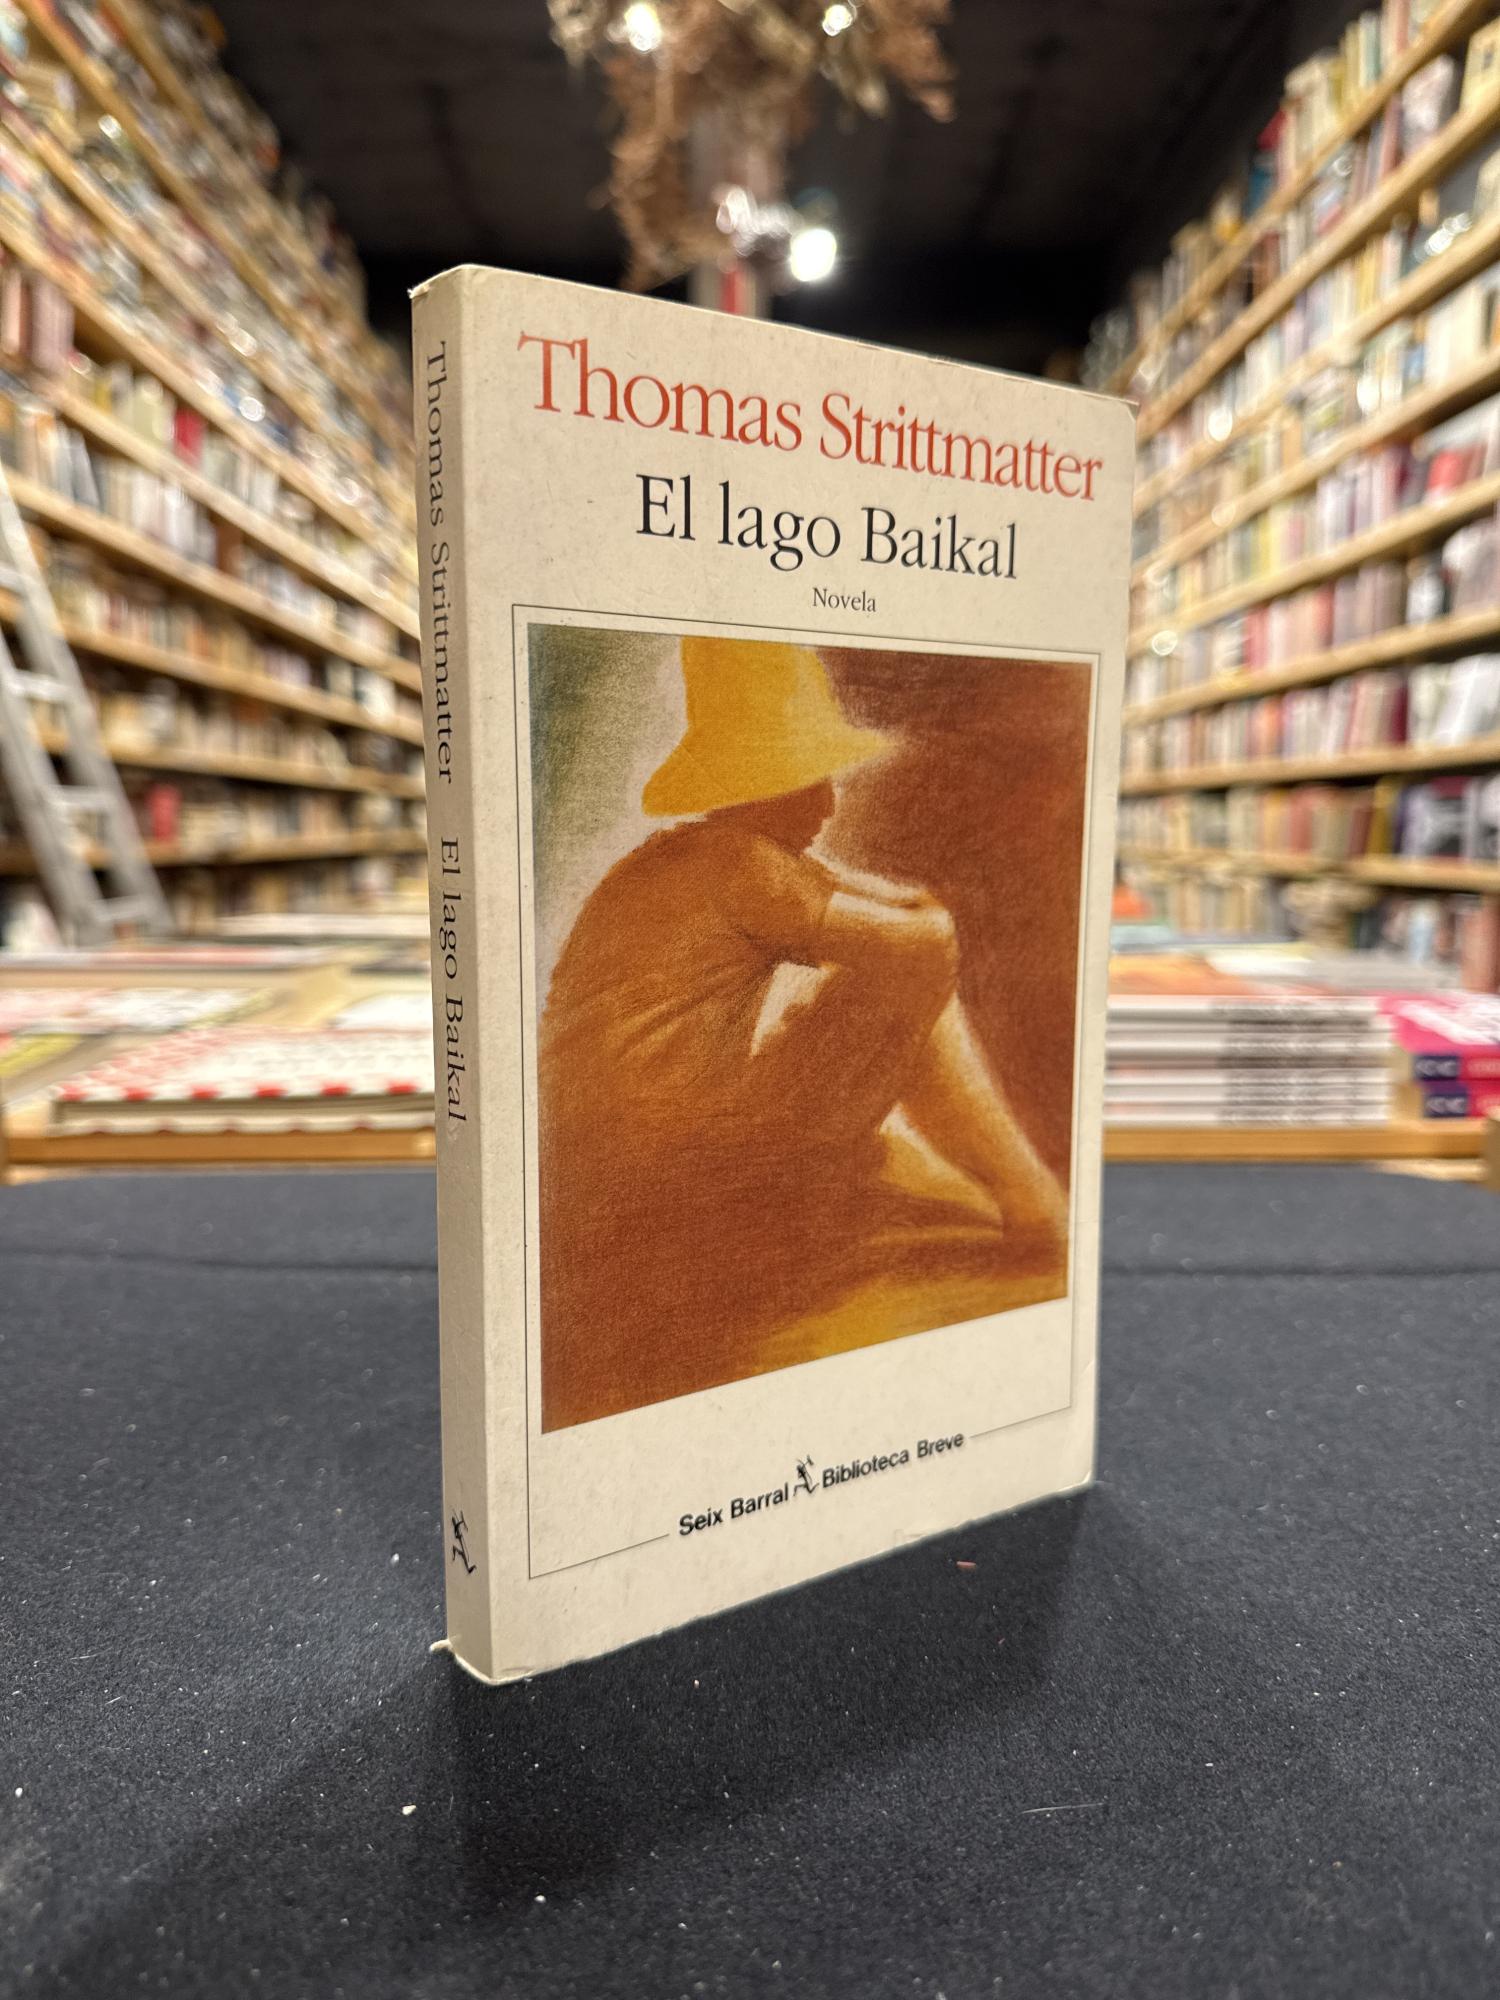 Thomas Strittmatter
El lago Baikal
Novela
Seix Barral Biblioteca Breve
Thomas Strittmatter El lago Baikal